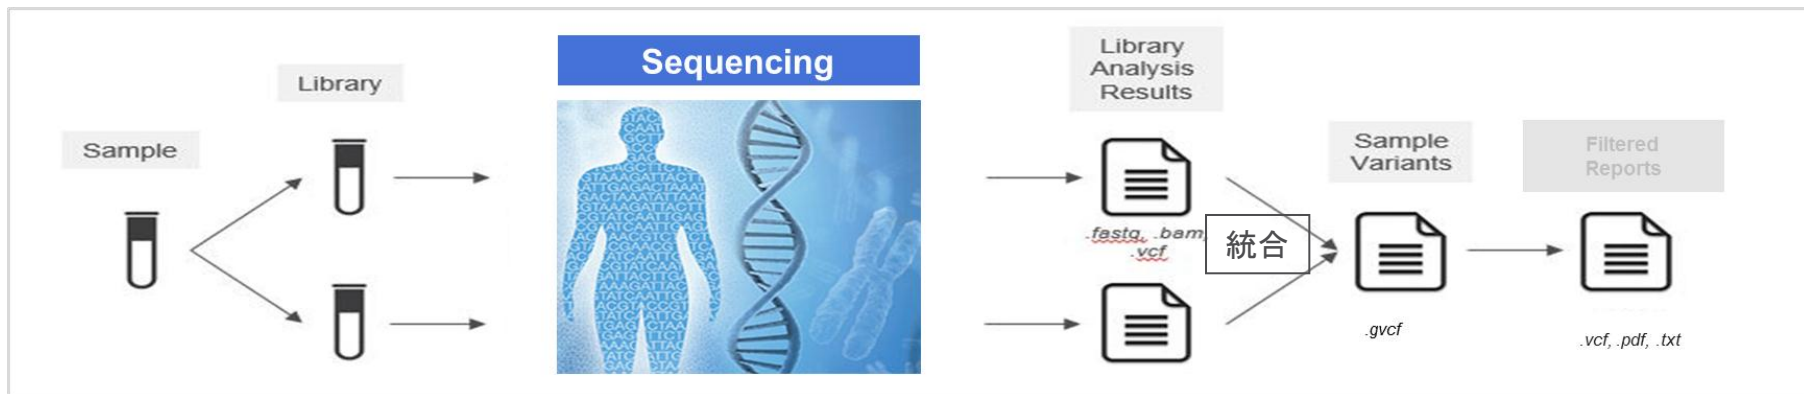 Sample
Library
Sequencing
Library
Analysis
Results
.fastq, .bam,
.vcf
統合
Sample
Variants
.gvcf
Filtered
Reports
.vcf, .pdf, .txt